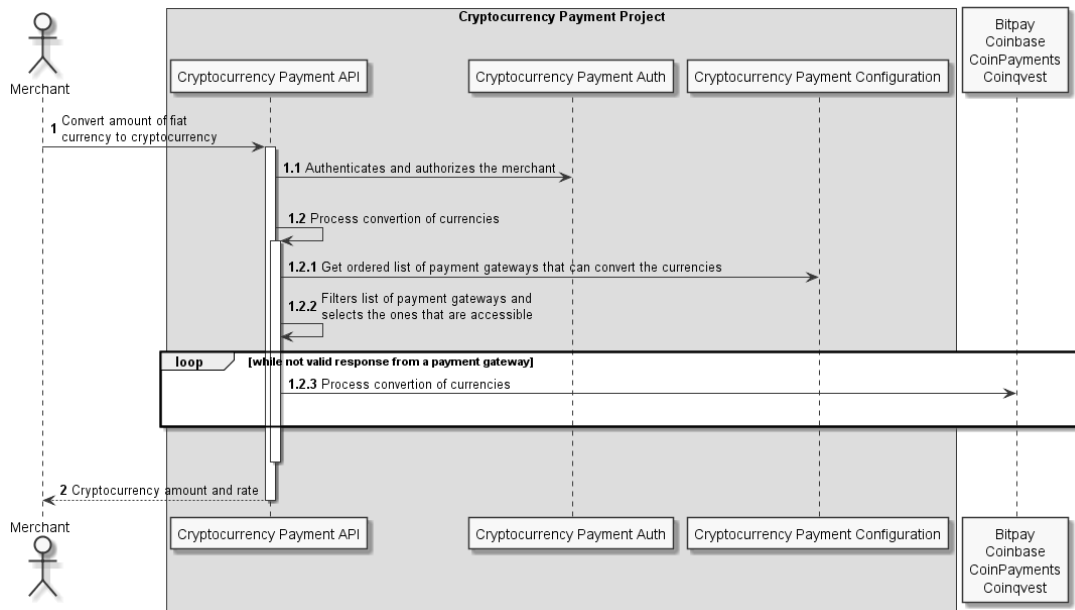 Cryptocurrency Payment Project
Merchant
Cryptocurrency Payment API
Cryptocurrency Payment Auth
Cryptocurrency Payment Configuration
Bitpay
Coinbase
CoinPayments
Coinqvest
1 Convert amount of fiat
currency to cryptocurrency
1.1 Authenticates and authorizes the merchant
1.2 Process convertion of currencies
1.2.1 Get ordered list of payment gateways that can convert the currencies
1.2.2 Filters list of payment gateways and
selects the ones that are accessible
loop [while not valid response from a payment gateway]
1.2.3 Process convertion of currencies
2 Cryptocurrency amount and rate
Merchant
Cryptocurrency Payment API
Cryptocurrency Payment Auth
Cryptocurrency Payment Configuration
Bitpay
Coinbase
CoinPayments
Coinqvest